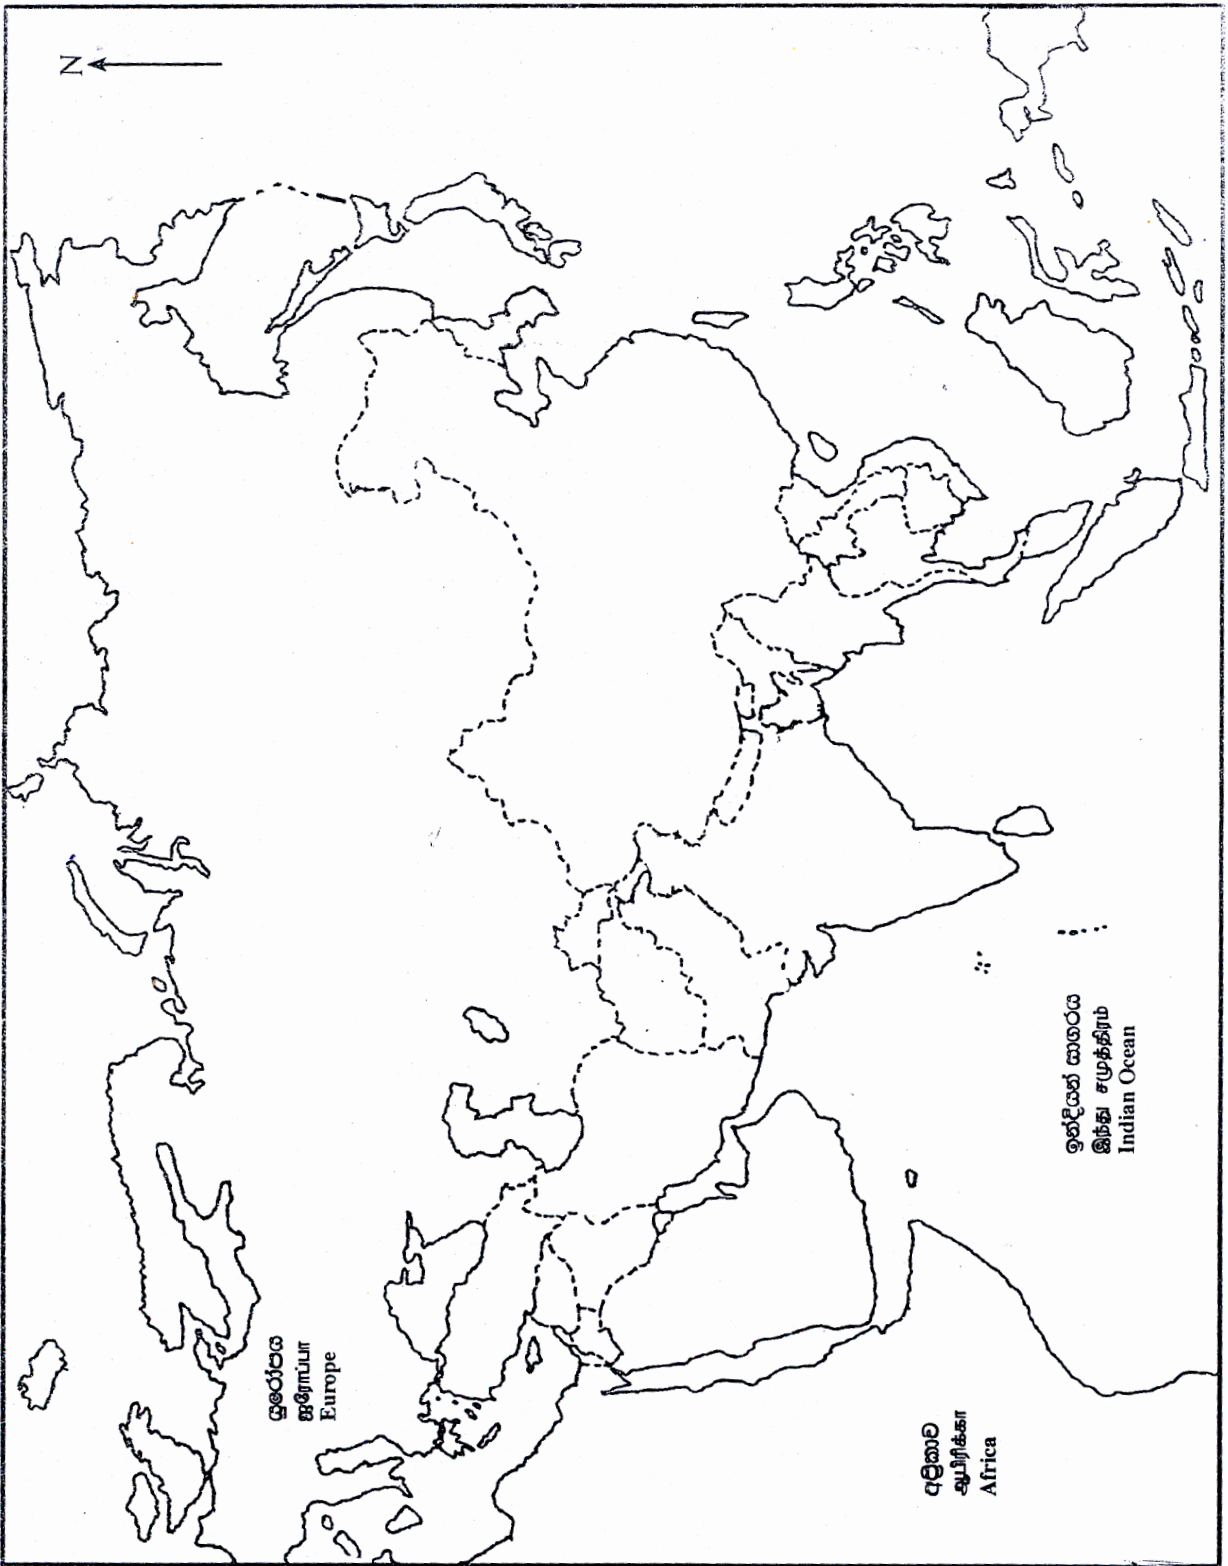 N
යුරෝපය
ஐரோப்பா
Europe
අප්‍රිකාව
ஆபிரிக்கா
Africa
ඉන්දියන් සාගරය
இந்து சமுத்திரம்
Indian Ocean